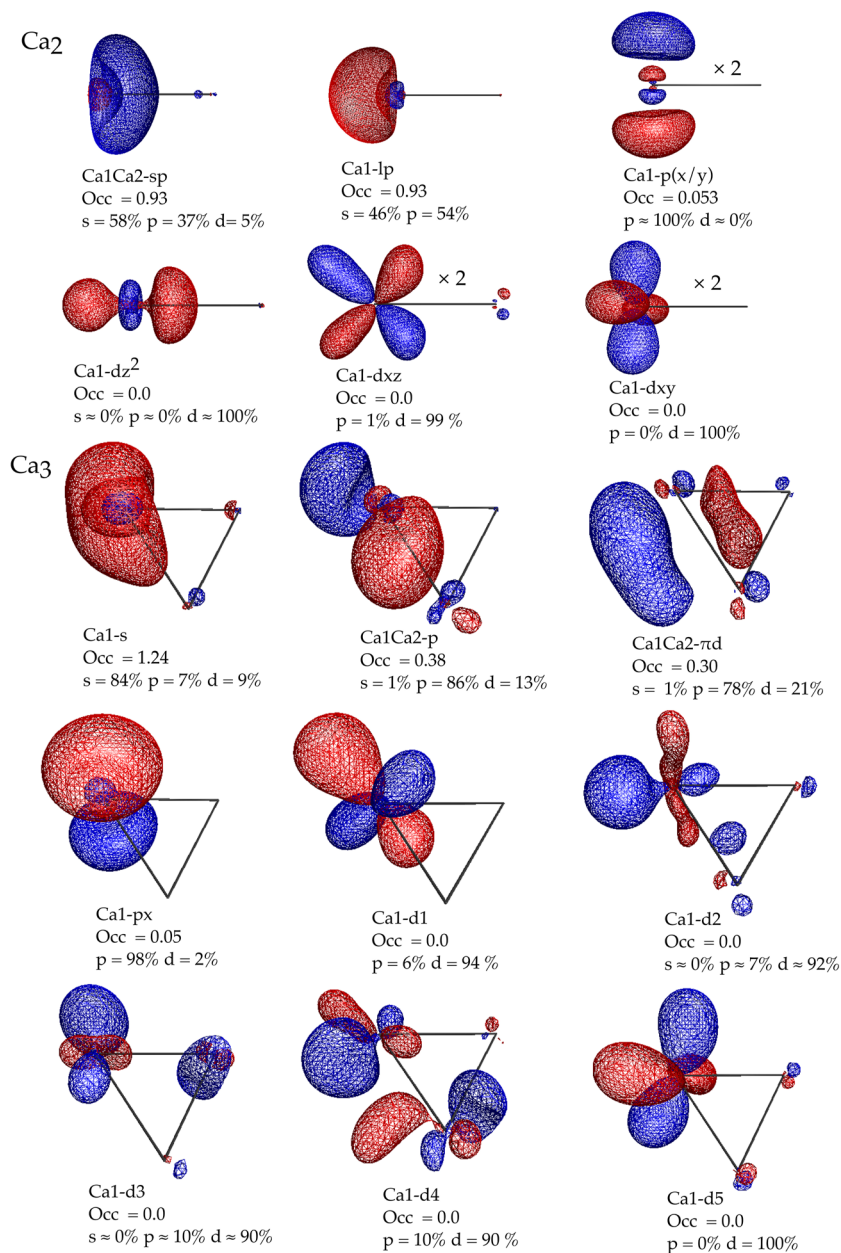 Ca2
× 2
Ca1Ca2-sp
Occ = 0.93
s = 58% p = 37% d= 5%
Ca1-lp
Occ = 0.93
s = 46% p = 54%
Ca1-p(x/y)
Occ = 0.053
p ≈ 100% d ≈ 0%
× 2
× 2
Ca1-dz²
Occ = 0.0
s ≈ 0% p ≈ 0% d ≈ 100%
Ca1-dxz
Occ = 0.0
p = 1% d = 99 %
Ca1-dxy
Occ = 0.0
p = 0% d = 100%
Ca3
Ca1-s
Occ = 1.24
s = 84% p = 7% d = 9%
Ca1Ca2-p
Occ = 0.38
s = 1% p = 86% d = 13%
Ca1Ca2-πd
Occ = 0.30
s = 1% p = 78% d = 21%
Ca1-px
Occ = 0.05
p = 98% d = 2%
Ca1-d1
Occ = 0.0
p = 6% d = 94 %
Ca1-d2
Occ = 0.0
s ≈ 0% p ≈ 7% d ≈ 92%
Ca1-d3
Occ = 0.0
s ≈ 0% p ≈ 10% d ≈ 90%
Ca1-d4
Occ = 0.0
p = 10% d = 90 %
Ca1-d5
Occ = 0.0
p = 0% d = 100%